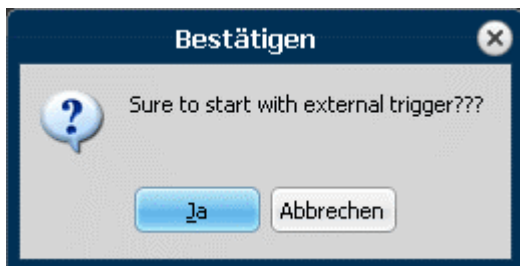 Bestätigen
Sure to start with external trigger???
Ja
Abbrechen